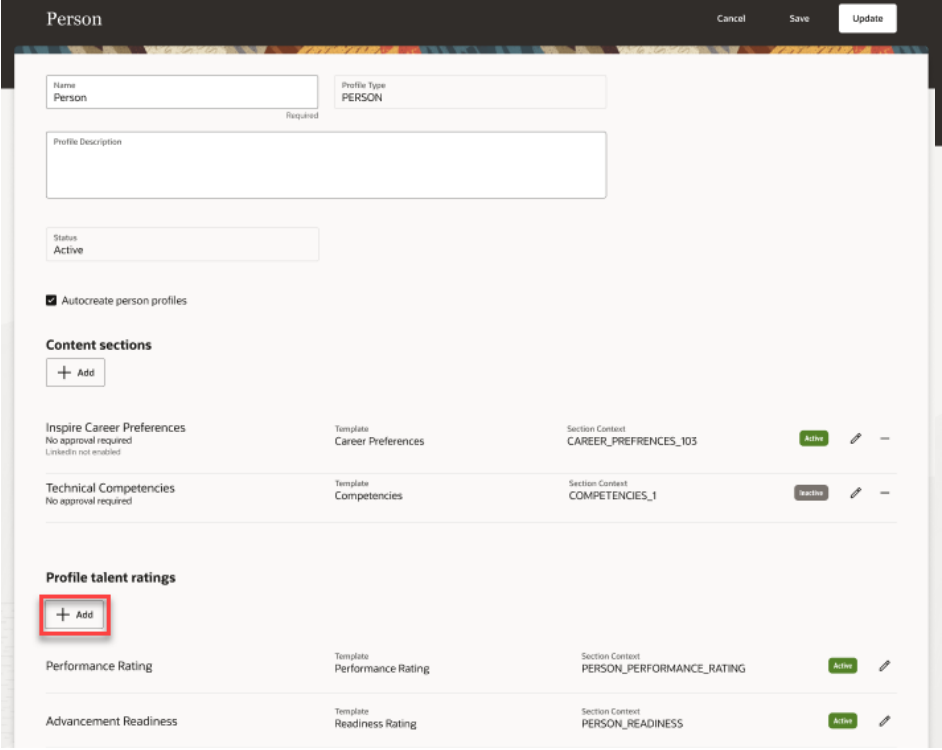 Person
Cancel
Save
Update
Name
Person
Required
Profile Type
PERSON
Profile Description
Status
Active
Autocreate person profiles
Content sections
+ Add
Inspire Career Preferences
No approval required
LinkedIn not enabled
Template
Career Preferences
Section Context
CAREER_PREFRENCES_103
Active
Technical Competencies
No approval required
Template
Competencies
Section Context
COMPETENCIES_1
Inactive
Profile talent ratings
+ Add
Performance Rating
Template
Performance Rating
Section Context
PERSON_PERFORMANCE_RATING
Active
Advancement Readiness
Template
Readiness Rating
Section Context
PERSON_READINESS
Active